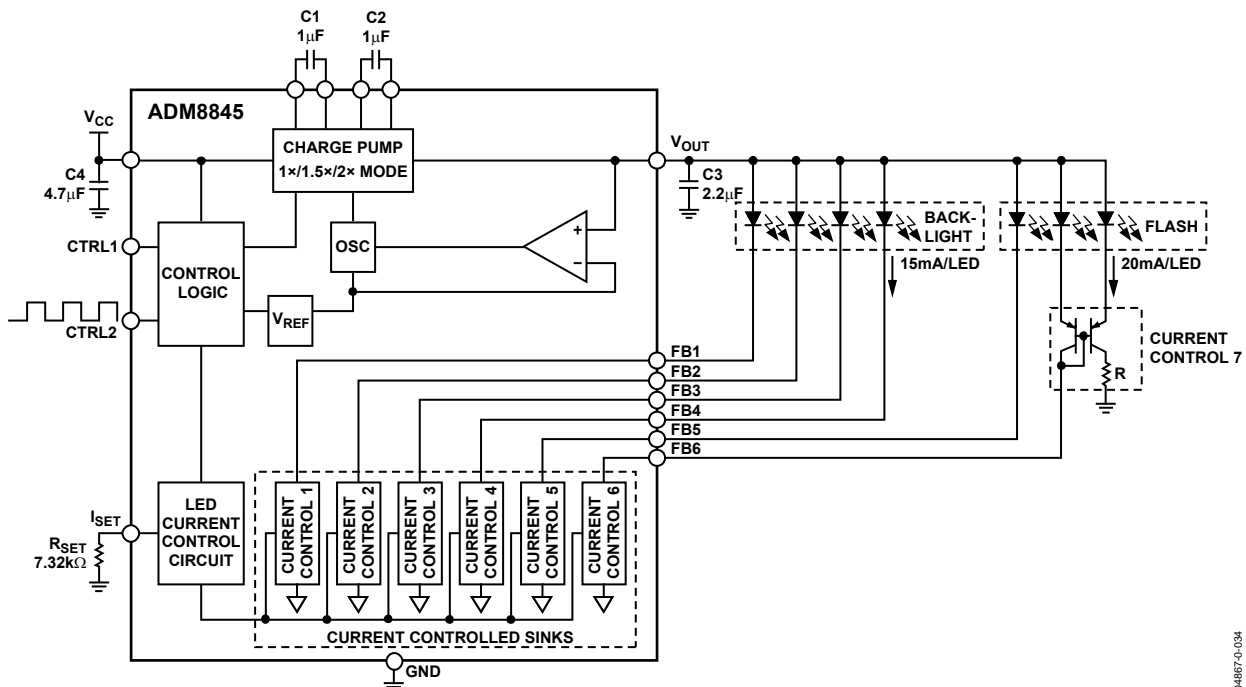 C1
1μF
C2
1μF
ADM8845
VCC
C4
4.7μF
CHARGE PUMP
1×/1.5×/2× MODE
VOUT
C3
2.2μF
BACK-
LIGHT
FLASH
15mA/LED
20mA/LED
CTRL1
CONTROL
LOGIC
OSC
+
–
CTRL2
VREF
CURRENT
CONTROL 7
R
FB1
FB2
FB3
FB4
FB5
FB6
ISET
RSET
7.32kΩ
LED
CURRENT
CONTROL
CIRCUIT
CURRENT
CONTROL 1
CURRENT
CONTROL 2
CURRENT
CONTROL 3
CURRENT
CONTROL 4
CURRENT
CONTROL 5
CURRENT
CONTROL 6
CURRENT CONTROLLED SINKS
GND
04867-0-034